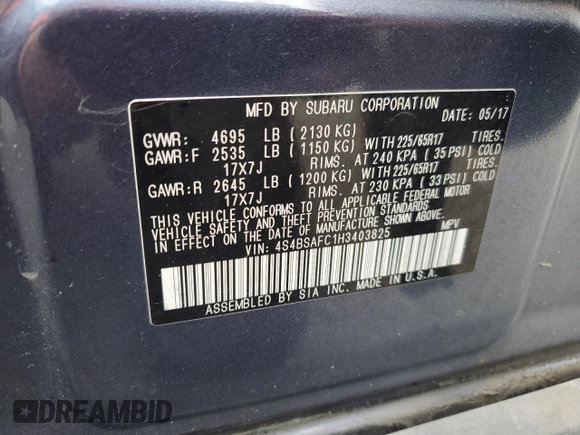 MFD BY SUBARU CORPORATION DATE: 05/17
GVWR: 4695 LB ( 2130 KG)
GAWR:F 2535 LB ( 1150 KG) WITH 225/65R17 TIRES.
17X7J RIMS. AT 240 KPA ( 35 PSI) COLD
GAWR:R 2645 LB ( 1200 KG) WITH 225/65R17 TIRES.
17X7J RIMS. AT 230 KPA ( 33 PSI) COLD
THIS VEHICLE CONFORMS TO ALL APPLICABLE FEDERAL MOTOR
VEHICLE SAFETY AND THEFT PREVENTION STANDARDS
IN EFFECT ON THE DATE OF MANUFACTURE SHOWN ABOVE.
VIN: 4S4BSAFC1H3403825 MPV
ASSEMBLED BY SIA INC. MADE IN U.S.A.
DREAMBID